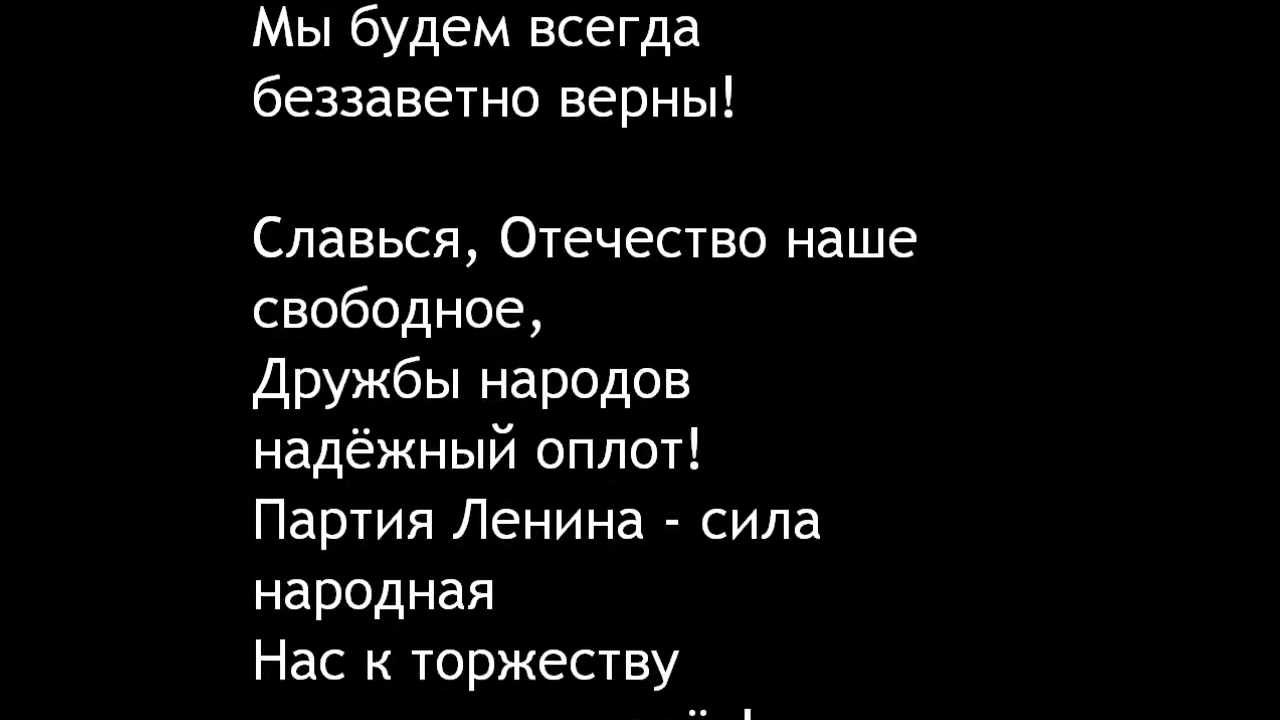 Мы будем всегда
беззаветно верны!
Славься, Отечество наше
свободное,
Дружбы народов
надёжный оплот!
Партия Ленина - сила
народная
Нас к торжеству